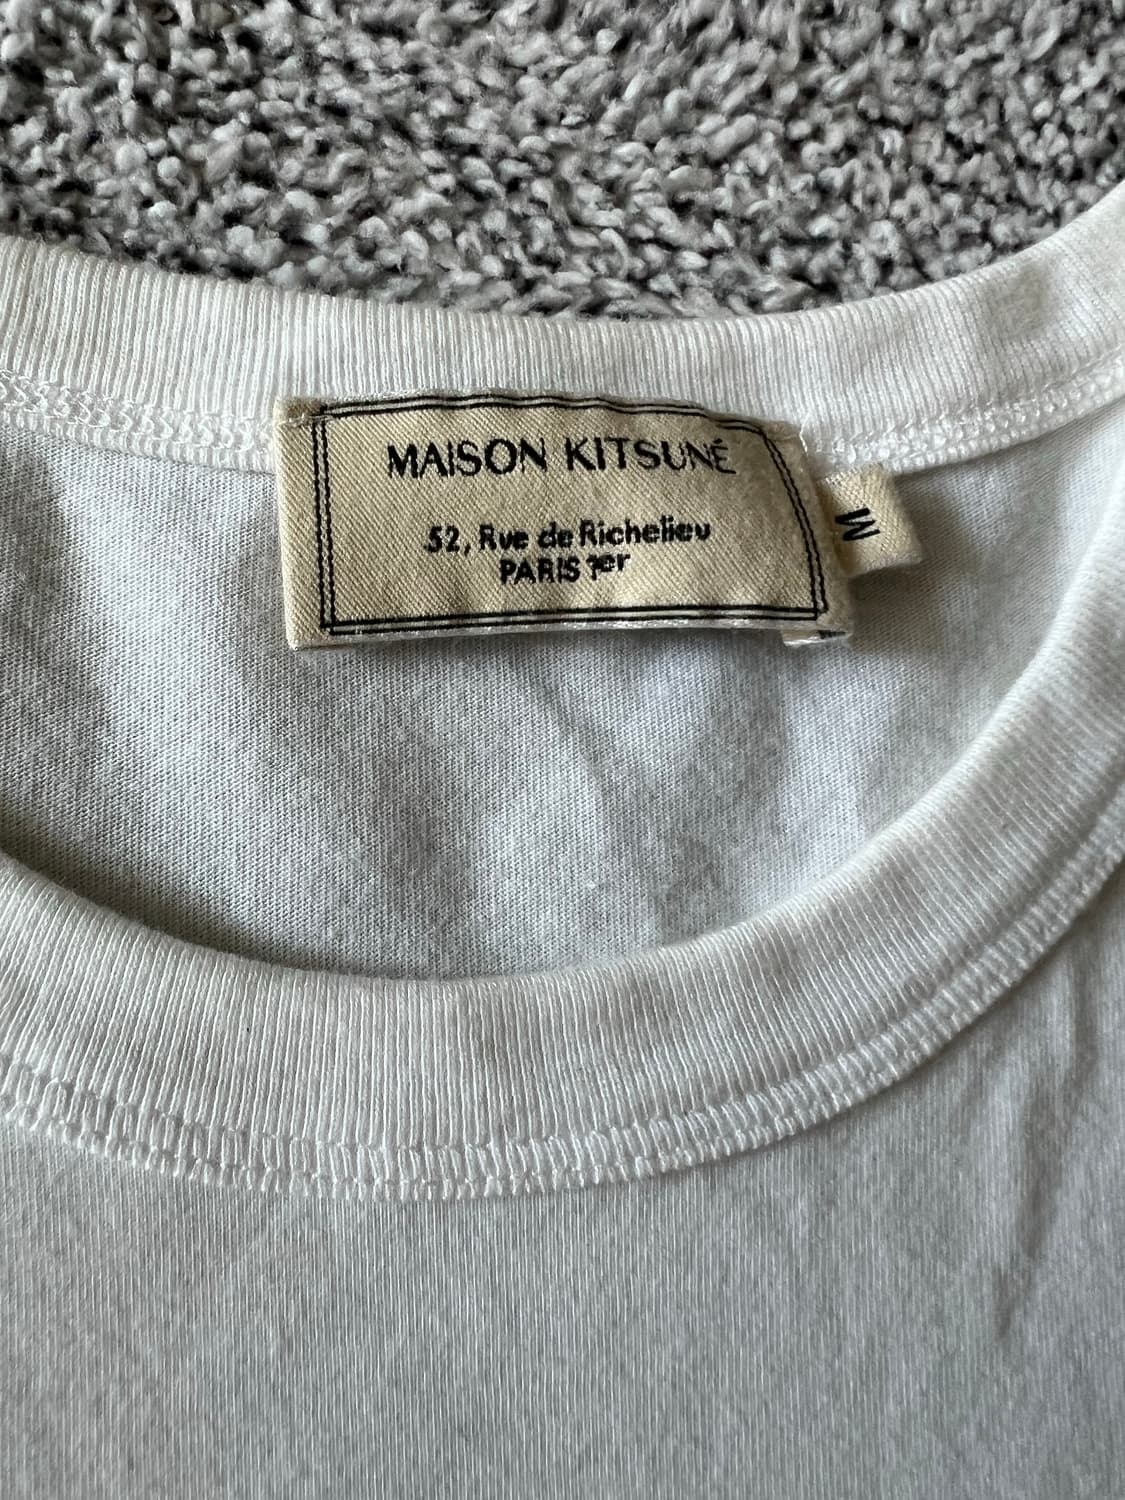 MAISON KITSUNÉ
52, Rue de Richelieu
PARIS 1er
M